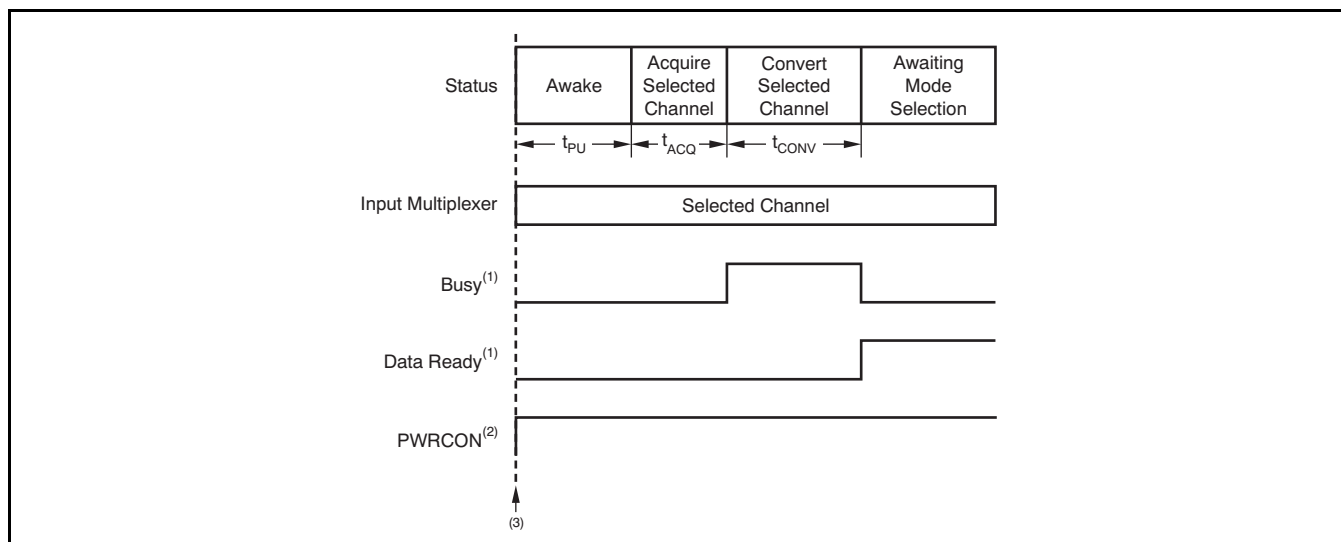 Status
Awake
Acquire
Selected
Channel
Convert
Selected
Channel
Awaiting
Mode
Selection
tPU
tACQ
tCONV
Input Multiplexer
Selected Channel
Busy(1)
Data Ready(1)
PWRCON(2)
(3)